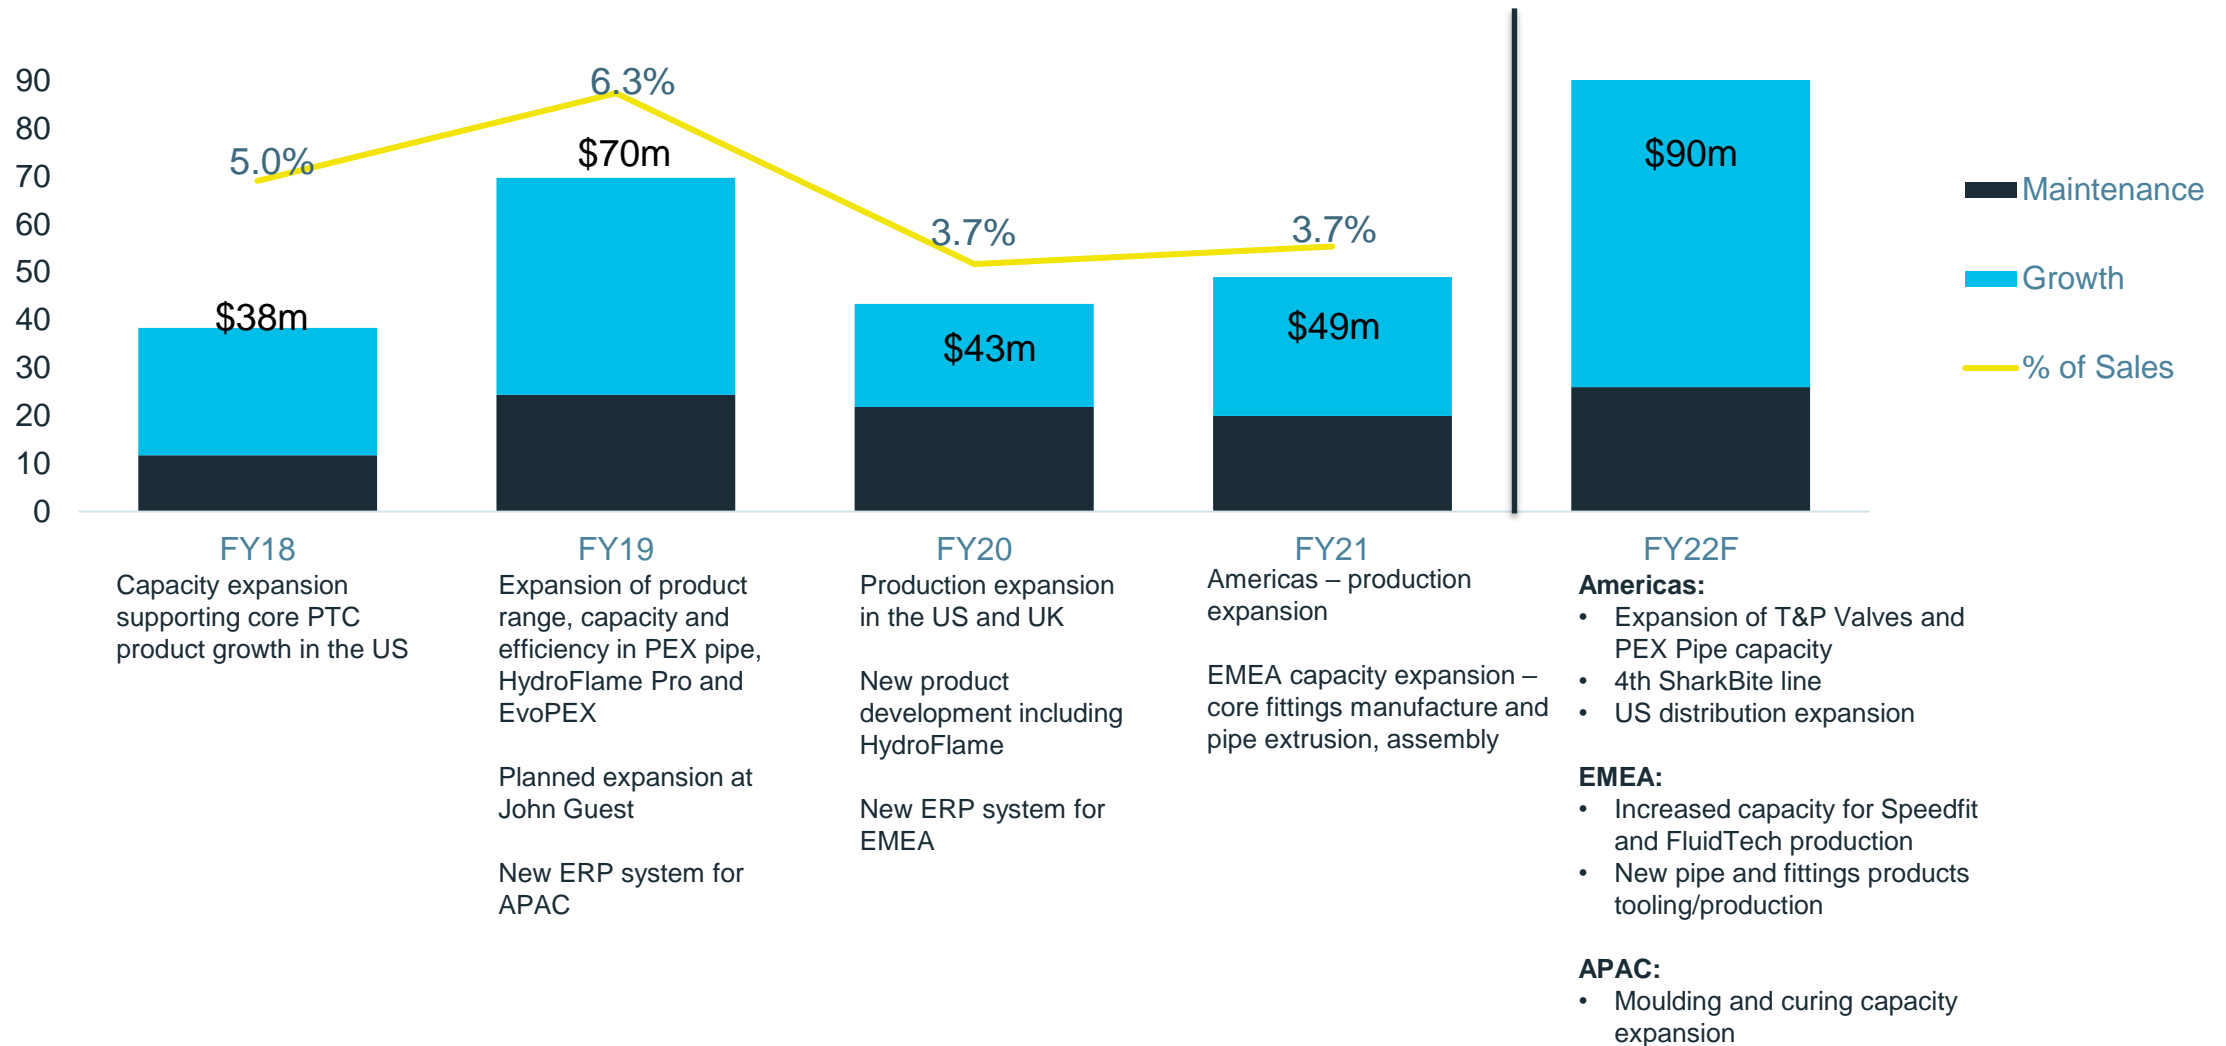 90
80
70
60
50
40
30
20
10
0
5.0%
6.3%
3.7%
3.7%
$38m
$70m
$43m
$49m
$90m
Maintenance
Growth
% of Sales
FY18
Capacity expansion
supporting core PTC
product growth in the US
FY19
Expansion of product
range, capacity and
efficiency in PEX pipe,
HydroFlame Pro and
EvoPEX
Planned expansion at
John Guest
New ERP system for
APAC
FY20
Production expansion
in the US and UK
New product
development including
HydroFlame
New ERP system for
EMEA
FY21
Americas – production
expansion
EMEA capacity expansion –
core fittings manufacture and
pipe extrusion, assembly
FY22F
Americas:
• Expansion of T&P Valves and
PEX Pipe capacity
• 4th SharkBite line
• US distribution expansion
EMEA:
• Increased capacity for Speedfit
and FluidTech production
• New pipe and fittings products
tooling/production
APAC:
• Moulding and curing capacity
expansion